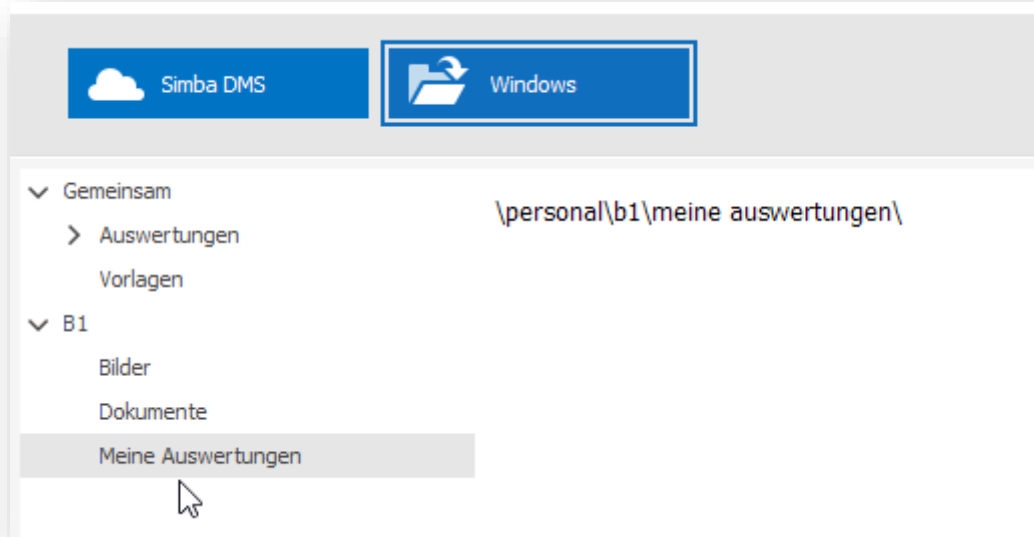 Simba DMS
Windows
Gemeinsam
Auswertungen
Vorlagen
B1
Bilder
Dokumente
Meine Auswertungen
\personal\b1\meine auswertungen\